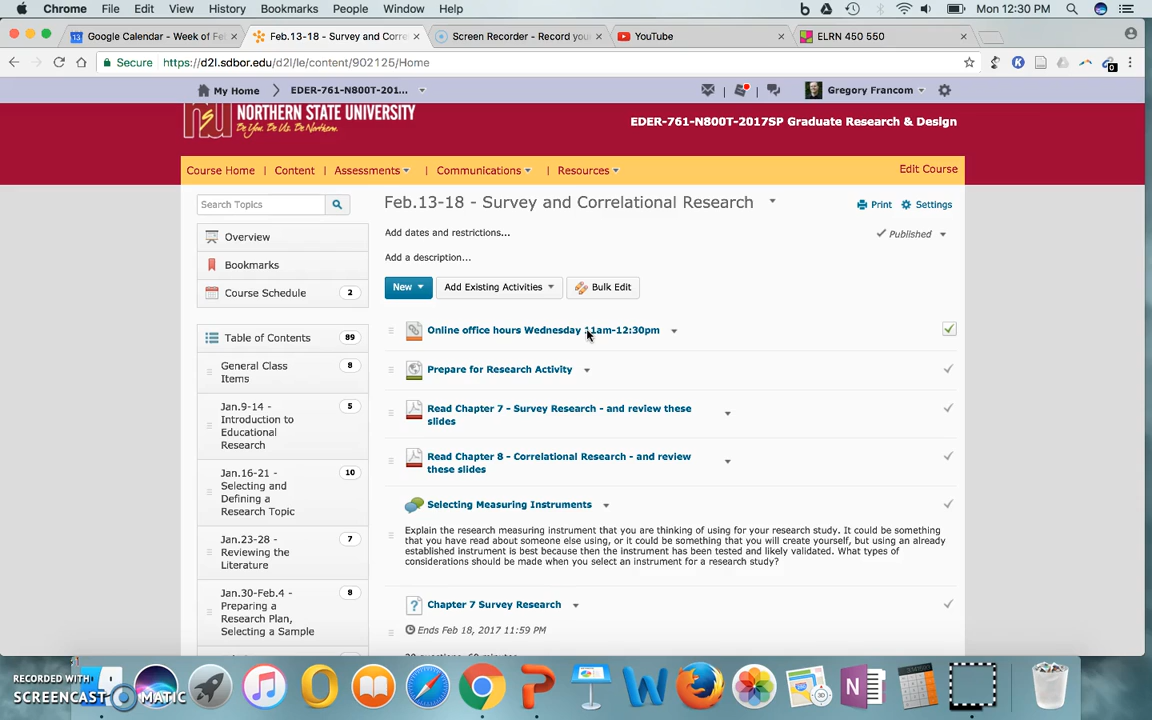 Chrome File Edit View History Bookmarks People Window Help Mon 12:30 PM
Google Calendar - Week of Fe
Feb.13-18 - Survey and Corre
Screen Recorder - Record you
YouTube
ELRN 450 550
Secure https://d2l.sdbor.edu/d2l/le/content/902125/Home
My Home EDER-761-N800T-201... Gregory Francom
NORTHERN STATE UNIVERSITY
Be You. Do Us. Be Northern.
EDER-761-N800T-2017SP Graduate Research & Design
Course Home | Content | Assessments | Communications | Resources Edit Course
Search Topics
Overview
Bookmarks
Course Schedule 2
Table of Contents 89
General Class
Items
8
Jan.9-14 -
Introduction to
Educational
Research
5
Jan.16-21 -
Selecting and
Defining a
Research Topic
10
Jan.23-28 -
Reviewing the
Literature
7
Jan.30-Feb.4 -
Preparing a
Research Plan,
Selecting a Sample
8
Feb.13-18 - Survey and Correlational Research
Print Settings
Add dates and restrictions...
Published
Add a description...
New Add Existing Activities Bulk Edit
Online office hours Wednesday 11am-12:30pm
Prepare for Research Activity
Read Chapter 7 - Survey Research - and review these
slides
Read Chapter 8 - Correlational Research - and review
these slides
Selecting Measuring Instruments
Explain the research measuring instrument that you are thinking of using for your research study. It could be something
that you have read about someone else using, or it could be something that you will create yourself, but using an already
established instrument is best because then the instrument has been tested and likely validated. What types of
considerations should be made when you select an instrument for a research study?
Chapter 7 Survey Research
Ends Feb 18, 2017 11:59 PM
RECORDED WITH
SCREENCAST MATIC